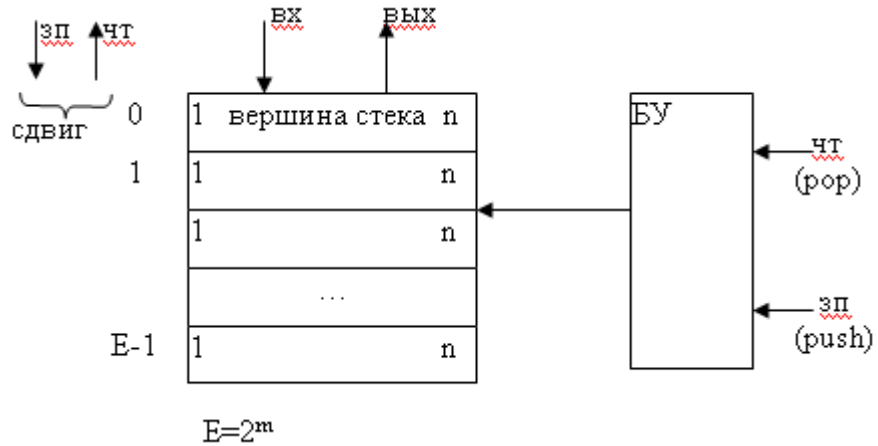 вх вых
зп чт
сдвиг
0 1 вершина стека n
1 1 n
1 n
...
E-1 1 n
БУ
чт
(pop)
зп
(push)
E=2ᵐ